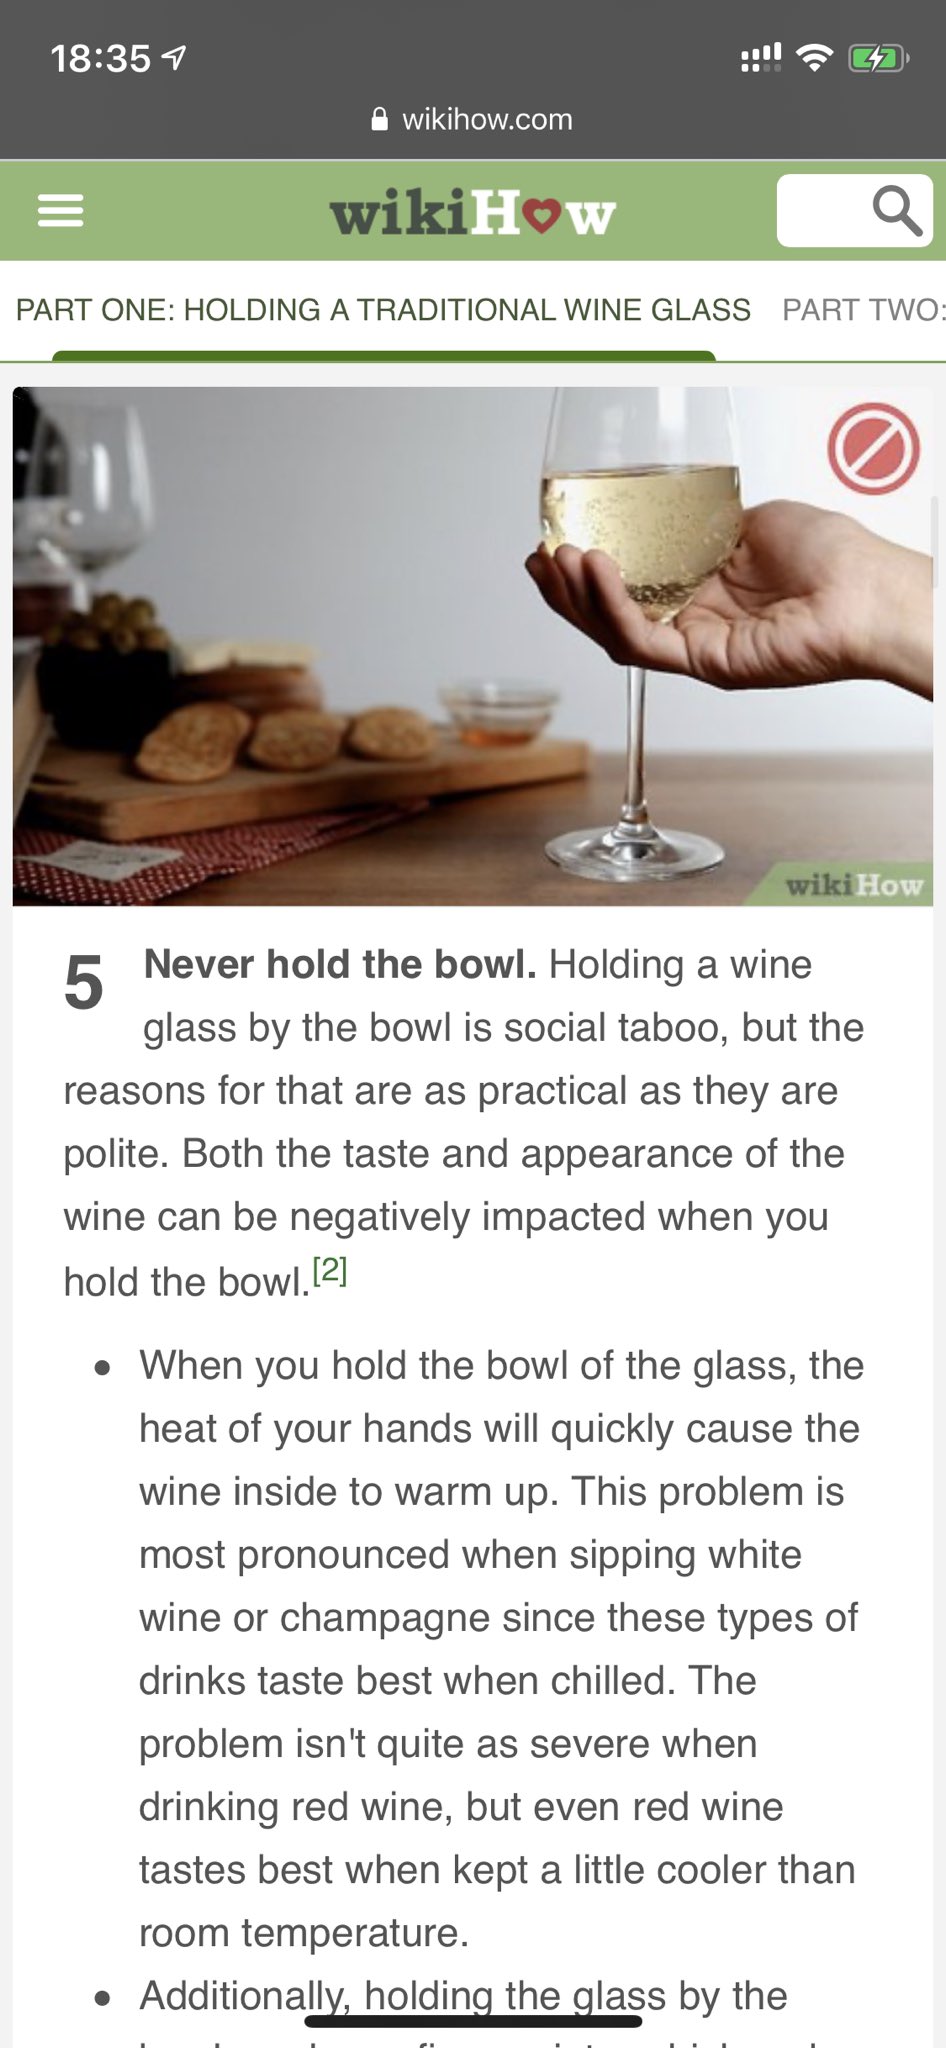 18:35
wikihow.com
wikiHow
PART ONE: HOLDING A TRADITIONAL WINE GLASS PART TWO:
wikiHow
5 Never hold the bowl. Holding a wine
glass by the bowl is social taboo, but the
reasons for that are as practical as they are
polite. Both the taste and appearance of the
wine can be negatively impacted when you
hold the bowl.[2]
• When you hold the bowl of the glass, the
heat of your hands will quickly cause the
wine inside to warm up. This problem is
most pronounced when sipping white
wine or champagne since these types of
drinks taste best when chilled. The
problem isn't quite as severe when
drinking red wine, but even red wine
tastes best when kept a little cooler than
room temperature.
• Additionally, holding the glass by the